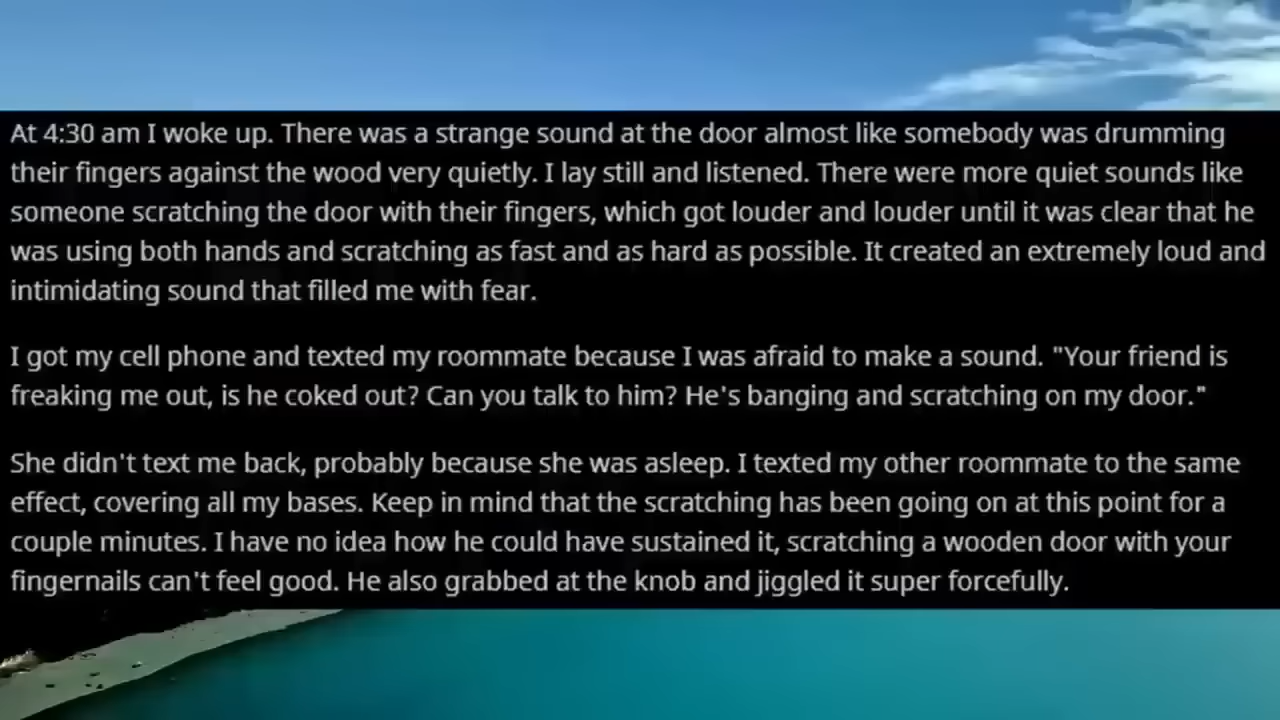 At 4:30 am I woke up. There was a strange sound at the door almost like somebody was drumming
their fingers against the wood very quietly. I lay still and listened. There were more quiet sounds like
someone scratching the door with their fingers, which got louder and louder until it was clear that he
was using both hands and scratching as fast and as hard as possible. It created an extremely loud and
intimidating sound that filled me with fear.
I got my cell phone and texted my roommate because I was afraid to make a sound. "Your friend is
freaking me out, is he coked out? Can you talk to him? He's banging and scratching on my door."
She didn't text me back, probably because she was asleep. I texted my other roommate to the same
effect, covering all my bases. Keep in mind that the scratching has been going on at this point for a
couple minutes. I have no idea how he could have sustained it, scratching a wooden door with your
fingernails can't feel good. He also grabbed at the knob and jiggled it super forcefully.